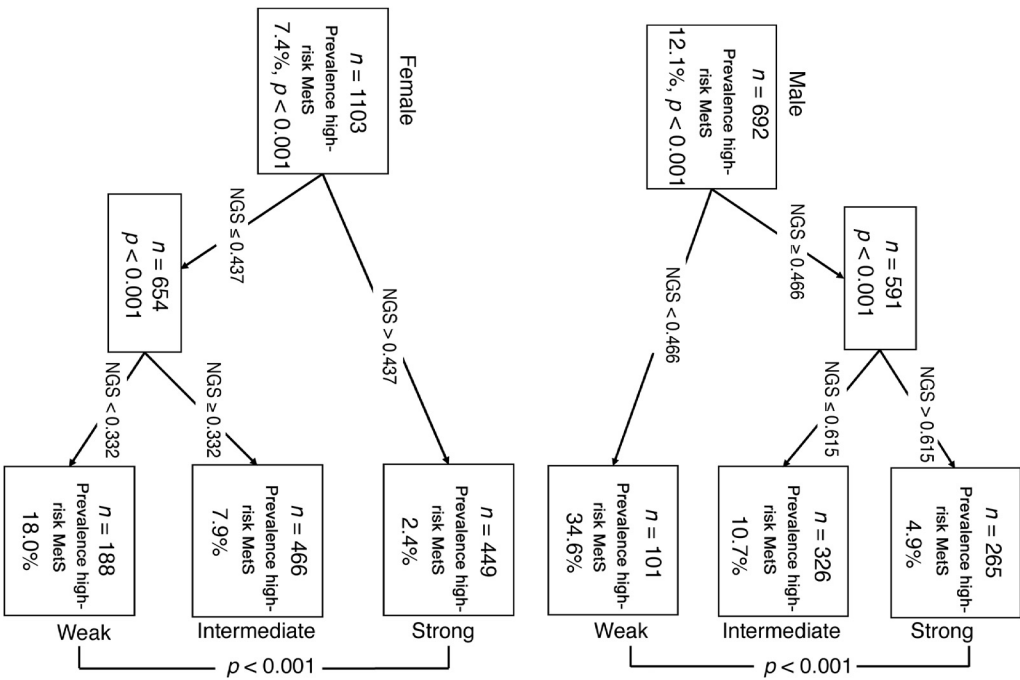 Female
n = 1103
Prevalence high-
risk MetS
7.4%, p < 0.001
NGS ≤ 0.437
NGS > 0.437
n = 654
p < 0.001
NGS < 0.332
NGS ≥ 0.332
n = 188
Prevalence high-
risk MetS
18.0%
n = 466
Prevalence high-
risk MetS
7.9%
n = 449
Prevalence high-
risk MetS
2.4%
Weak
Intermediate
Strong
p < 0.001
Male
n = 692
Prevalence high-
risk MetS
12.1%, p < 0.001
NGS < 0.466
NGS ≥ 0.466
n = 591
p < 0.001
NGS ≤ 0.615
NGS > 0.615
n = 101
Prevalence high-
risk MetS
34.6%
n = 326
Prevalence high-
risk MetS
10.7%
n = 265
Prevalence high-
risk MetS
4.9%
Weak
Intermediate
Strong
p < 0.001